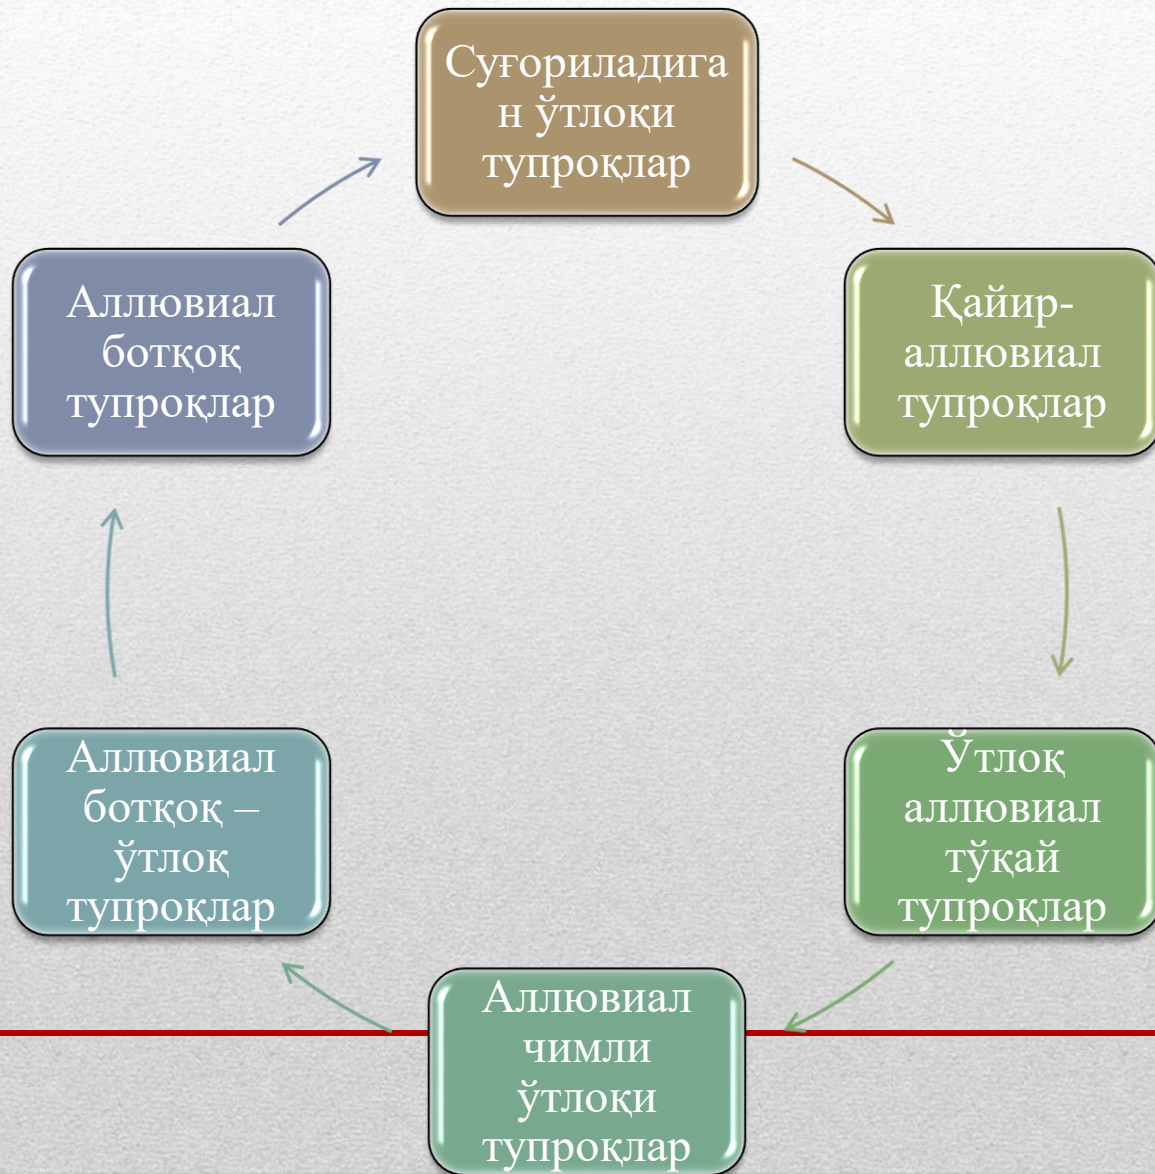 Суғориладига
н ўтлоқи
тупроқлар
Қайир-
аллювиал
тупроқлар
Ўтлоқ
аллювиал
тўқай
тупроқлар
Аллювиал
чимли
ўтлоқи
тупроқлар
Аллювиал
ботқоқ –
ўтлоқ
тупроқлар
Аллювиал
ботқоқ
тупроқлар